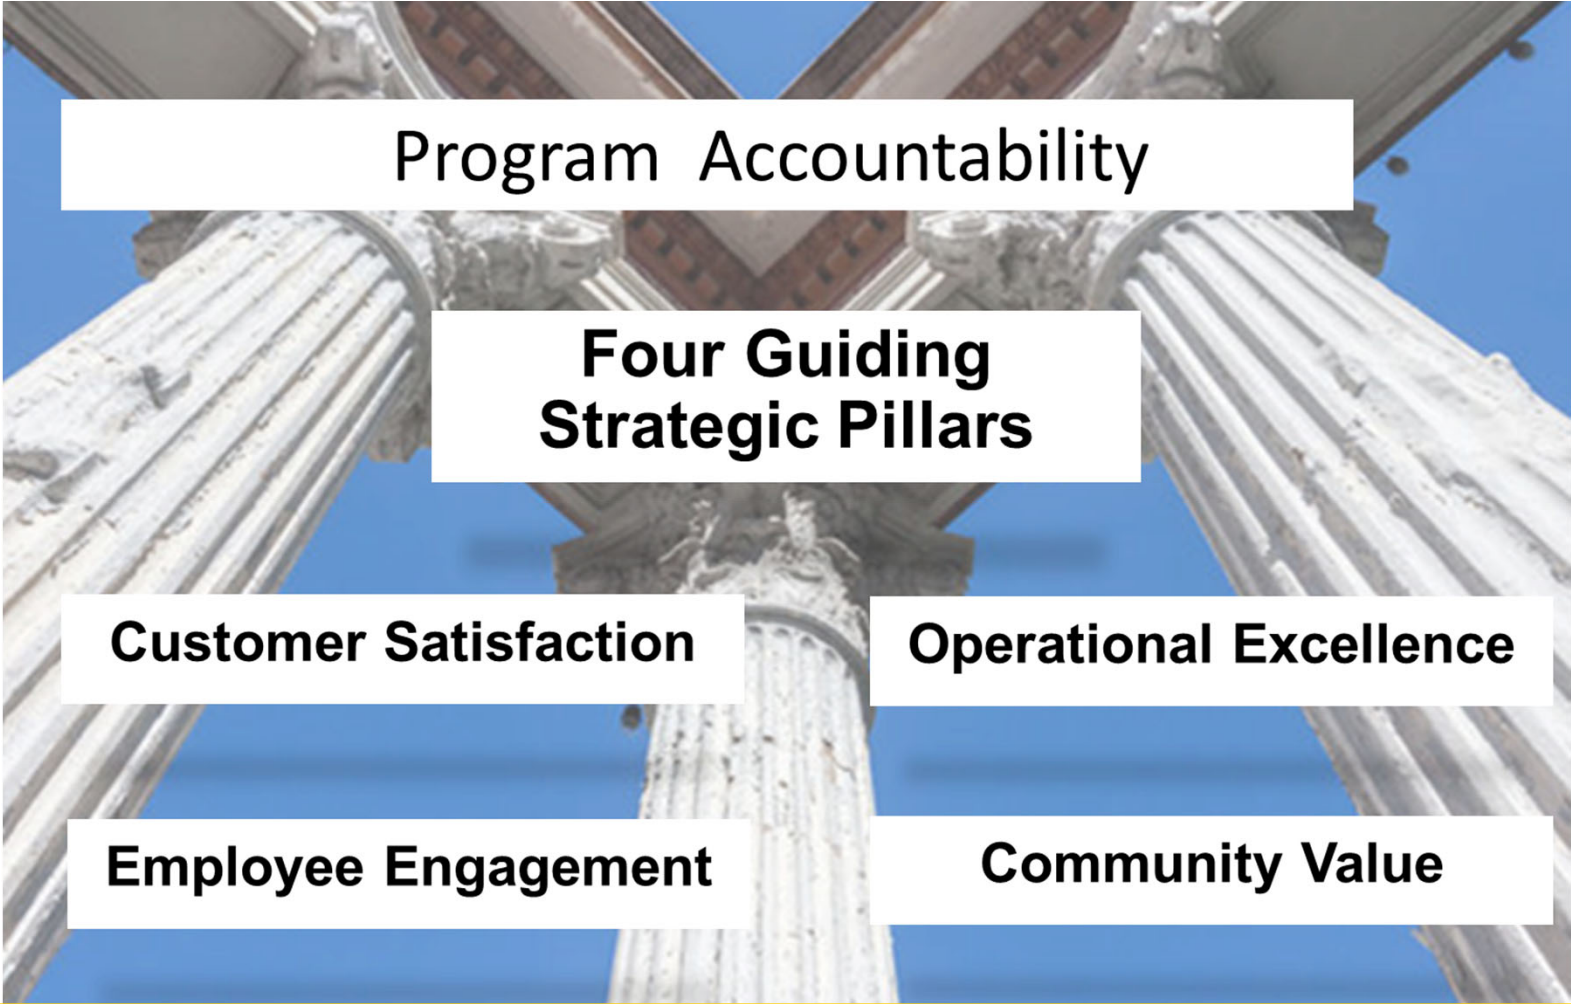 Program Accountability
Four Guiding
Strategic Pillars
Customer Satisfaction
Operational Excellence
Employee Engagement
Community Value